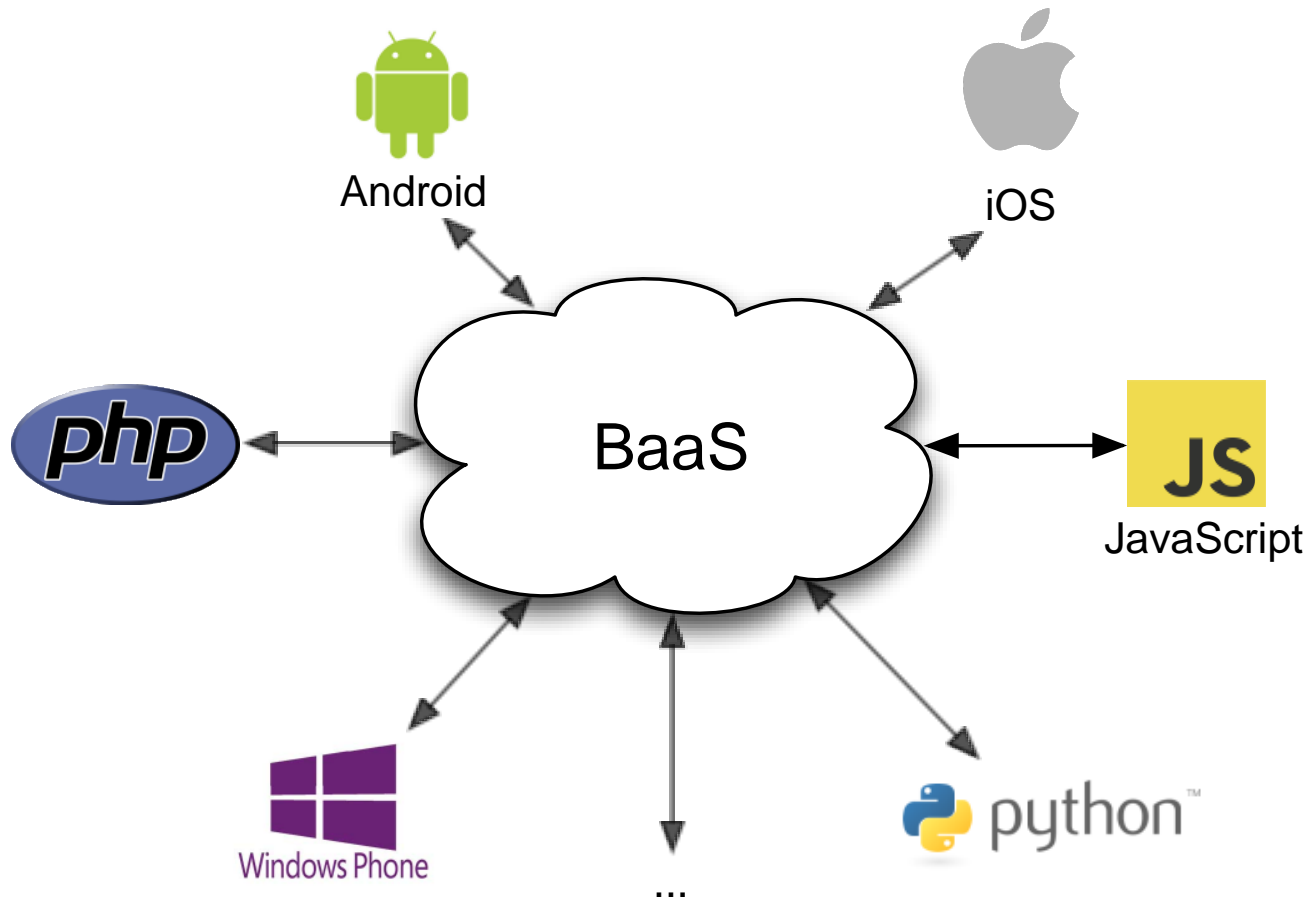 Android
iOS
php
BaaS
JS
JavaScript
Windows Phone
python™
...